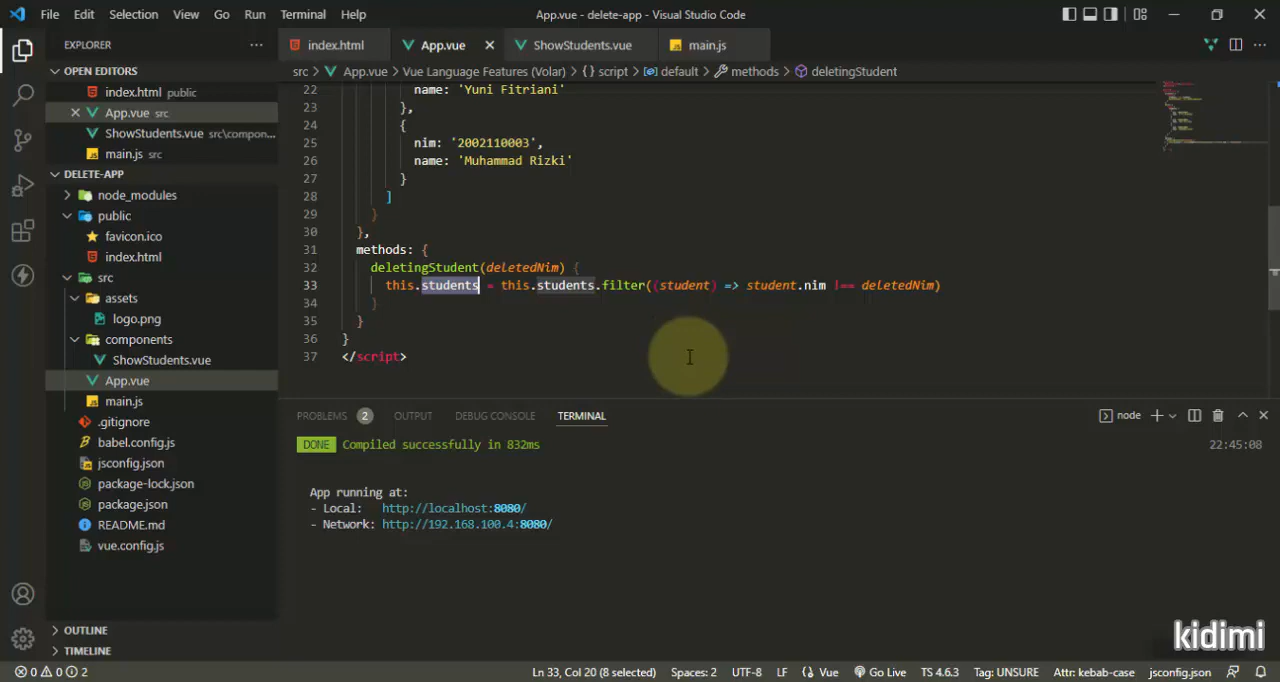 File Edit Selection View Go Run Terminal Help
App.vue - delete-app - Visual Studio Code
EXPLORER
OPEN EDITORS
index.html public
App.vue src
ShowStudents.vue src\compon...
main.js src
DELETE-APP
node_modules
public
favicon.ico
index.html
src
assets
logo.png
components
ShowStudents.vue
App.vue
main.js
.gitignore
babel.config.js
jsconfig.json
package-lock.json
package.json
README.md
vue.config.js
OUTLINE
TIMELINE
index.html App.vue ShowStudents.vue main.js
src > App.vue > Vue Language Features (Volar) > {} script > default > methods > deletingStudent
22 name: 'Yuni Fitriani'
23 },
24 {
25 nim: '2002110003',
26 name: 'Muhammad Rizki'
27 }
28 ]
29 }
30 },
31 methods: {
32 deletingStudent(deletedNim) {
33 this.students = this.students.filter((student) => student.nim !== deletedNim)
34 }
35 }
36 }
37 </script>
PROBLEMS 2 OUTPUT DEBUG CONSOLE TERMINAL
node
DONE Compiled successfully in 832ms 22:45:08
App running at:
- Local: http://localhost:8080/
- Network: http://192.168.100.4:8080/
kidimi
0 0 2 Ln 33, Col 20 (8 selected) Spaces: 2 UTF-8 LF Vue Go Live TS 4.6.3 Tag: UNSURE Attr: kebab-case jsconfig.json